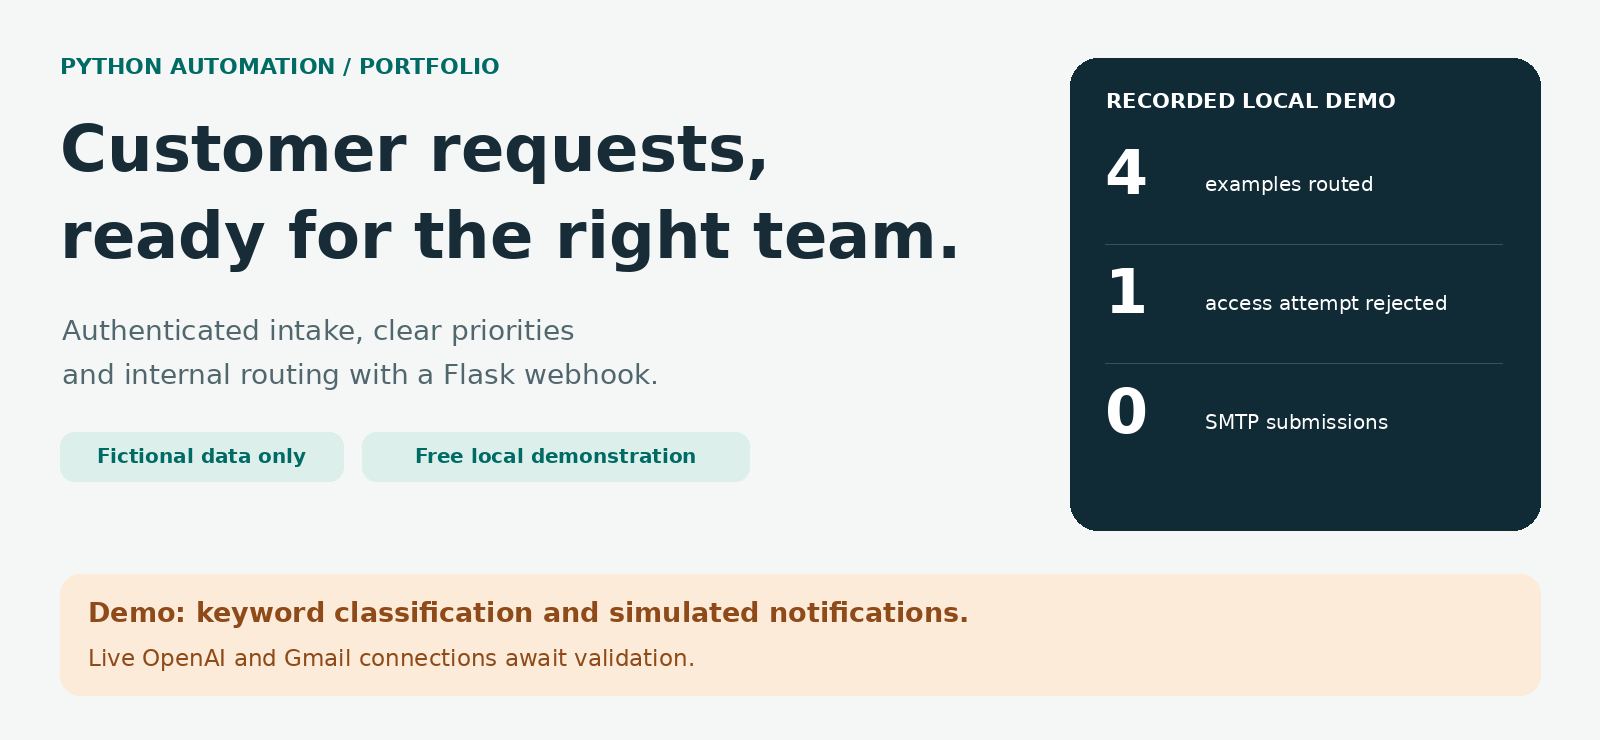 PYTHON AUTOMATION / PORTFOLIO
Customer requests,
ready for the right team.
Authenticated intake, clear priorities
and internal routing with a Flask webhook.
Fictional data only
Free local demonstration
RECORDED LOCAL DEMO
4 examples routed
1 access attempt rejected
0 SMTP submissions
Demo: keyword classification and simulated notifications.
Live OpenAI and Gmail connections await validation.